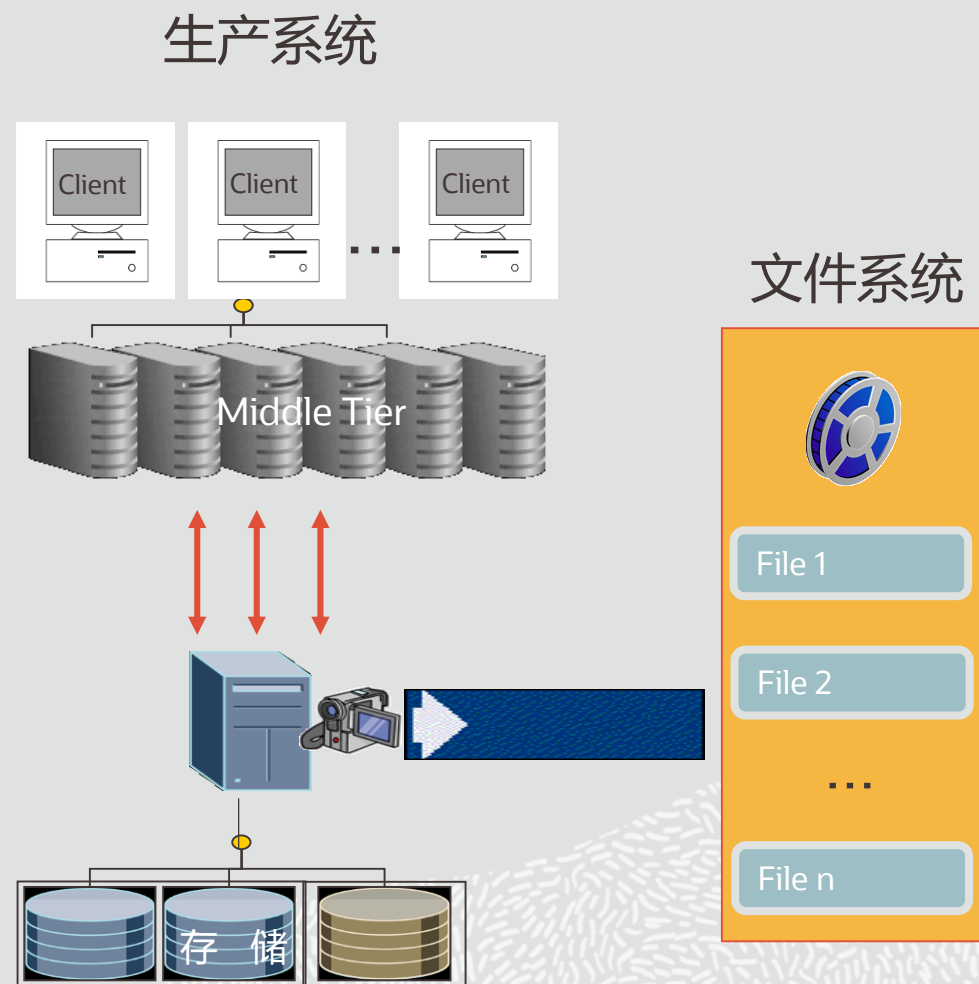 生产系统
Client
Client
Client
...
Middle Tier
存 储
文件系统
File 1
File 2
...
File n